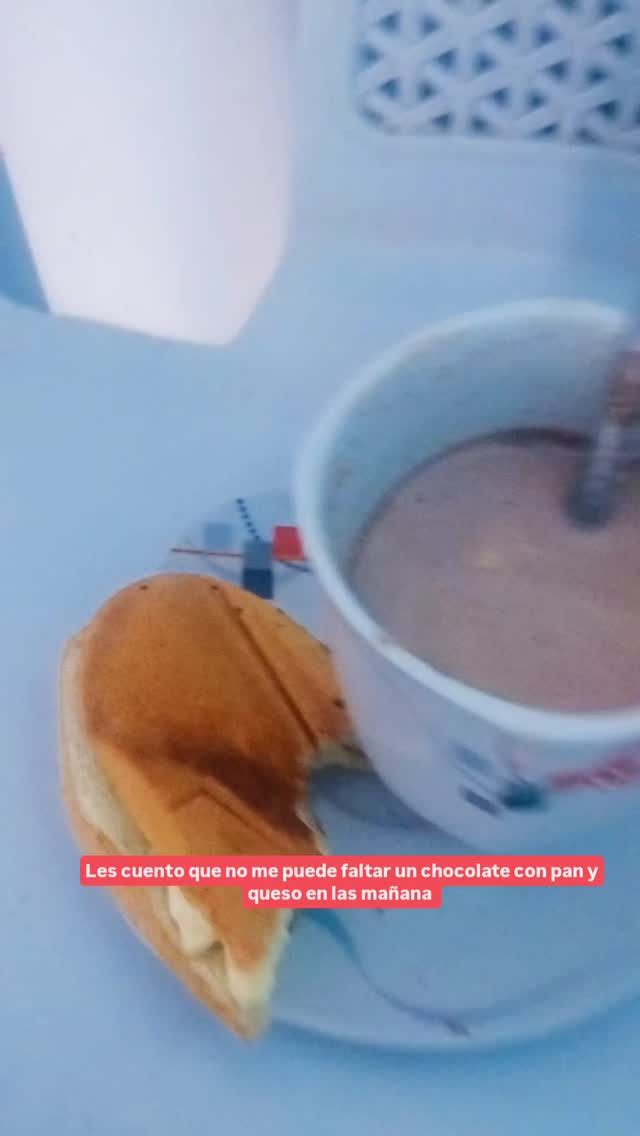 Les cuento que no me puede faltar un chocolate con pan y
queso en las mañana